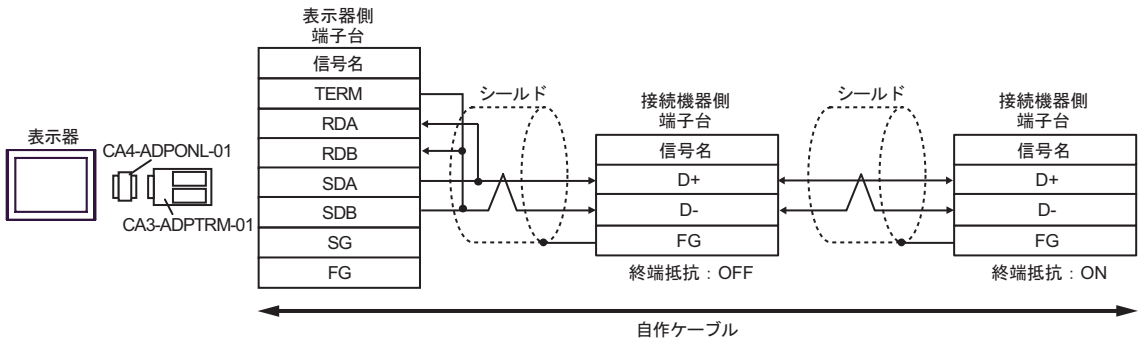 表示器
CA4-ADPONL-01
CA3-ADPTRM-01
表示器側
端子台
信号名
TERM
RDA
RDB
SDA
SDB
SG
FG
シールド
接続機器側
端子台
信号名
D+
D-
FG
終端抵抗：OFF
シールド
接続機器側
端子台
信号名
D+
D-
FG
終端抵抗：ON
自作ケーブル